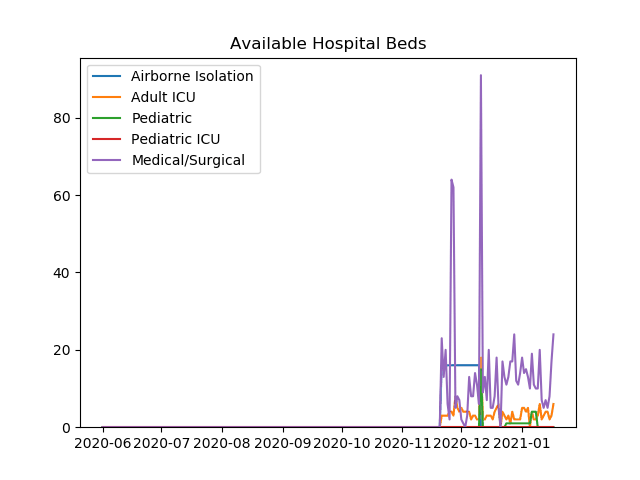 Available Hospital Beds
Airborne Isolation
Adult ICU
Pediatric
Pediatric ICU
Medical/Surgical
80
60
40
20
0
2020-06 2020-07 2020-08 2020-09 2020-10 2020-11 2020-12 2021-01